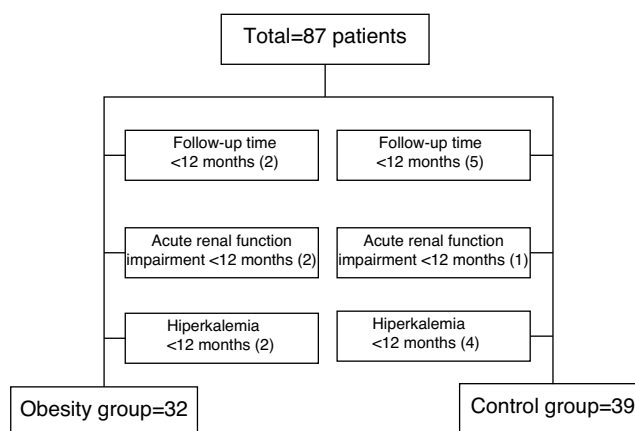 Total=87 patients
Follow-up time
<12 months (2)
Follow-up time
<12 months (5)
Acute renal function
impairment <12 months (2)
Acute renal function
impairment <12 months (1)
Hiperkalemia
<12 months (2)
Hiperkalemia
<12 months (4)
Obesity group=32
Control group=39